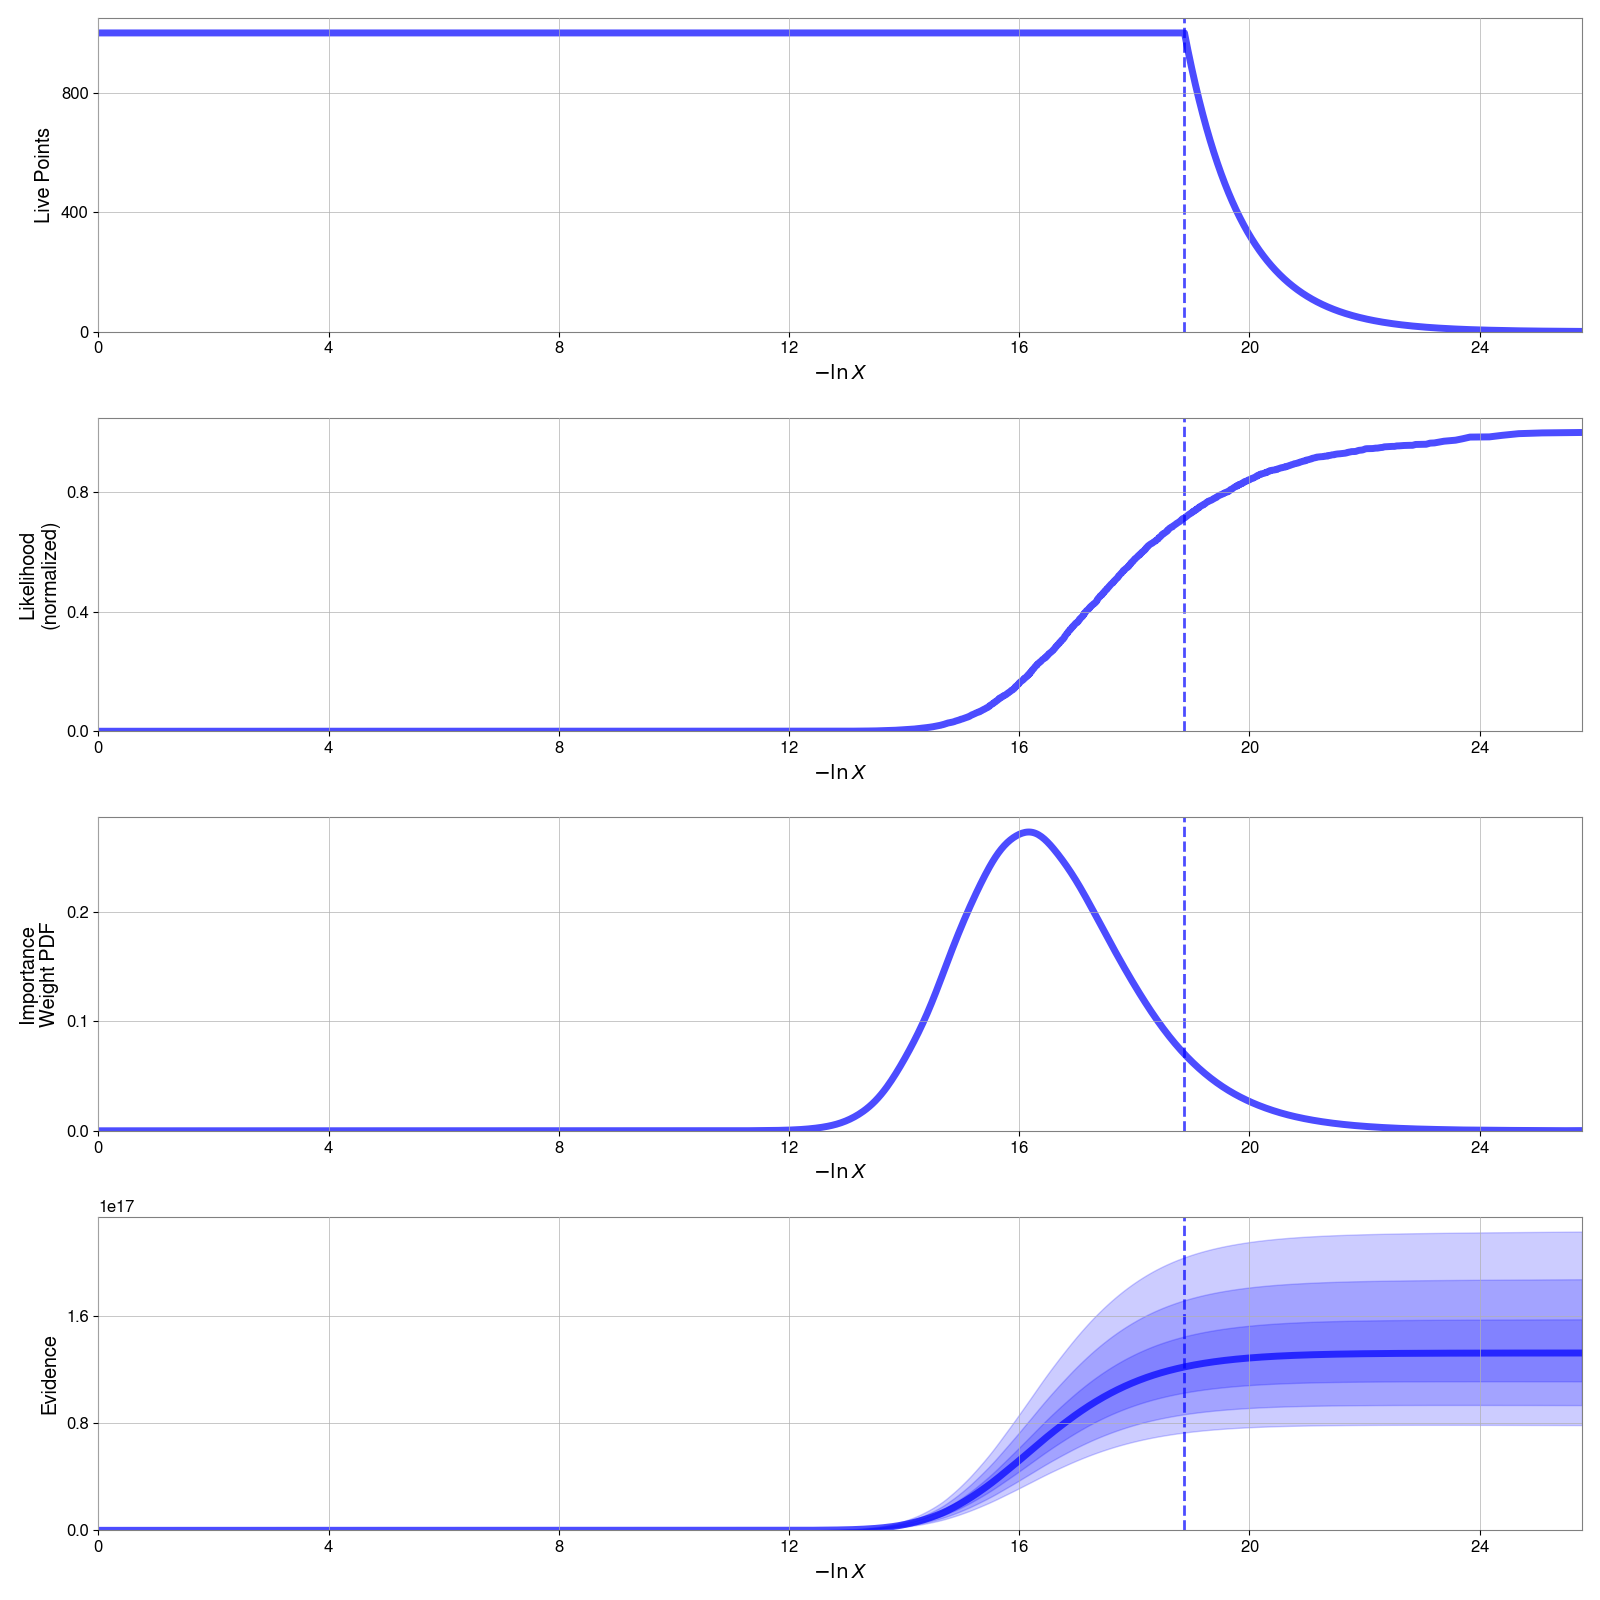 800
400
0
Live Points
0 4 8 12 16 20 24
−ln X
0.8
0.4
0.0
Likelihood
(normalized)
0 4 8 12 16 20 24
−ln X
0.2
0.1
0.0
Importance
Weight PDF
0 4 8 12 16 20 24
−ln X
1e17
1.6
0.8
0.0
Evidence
0 4 8 12 16 20 24
−ln X